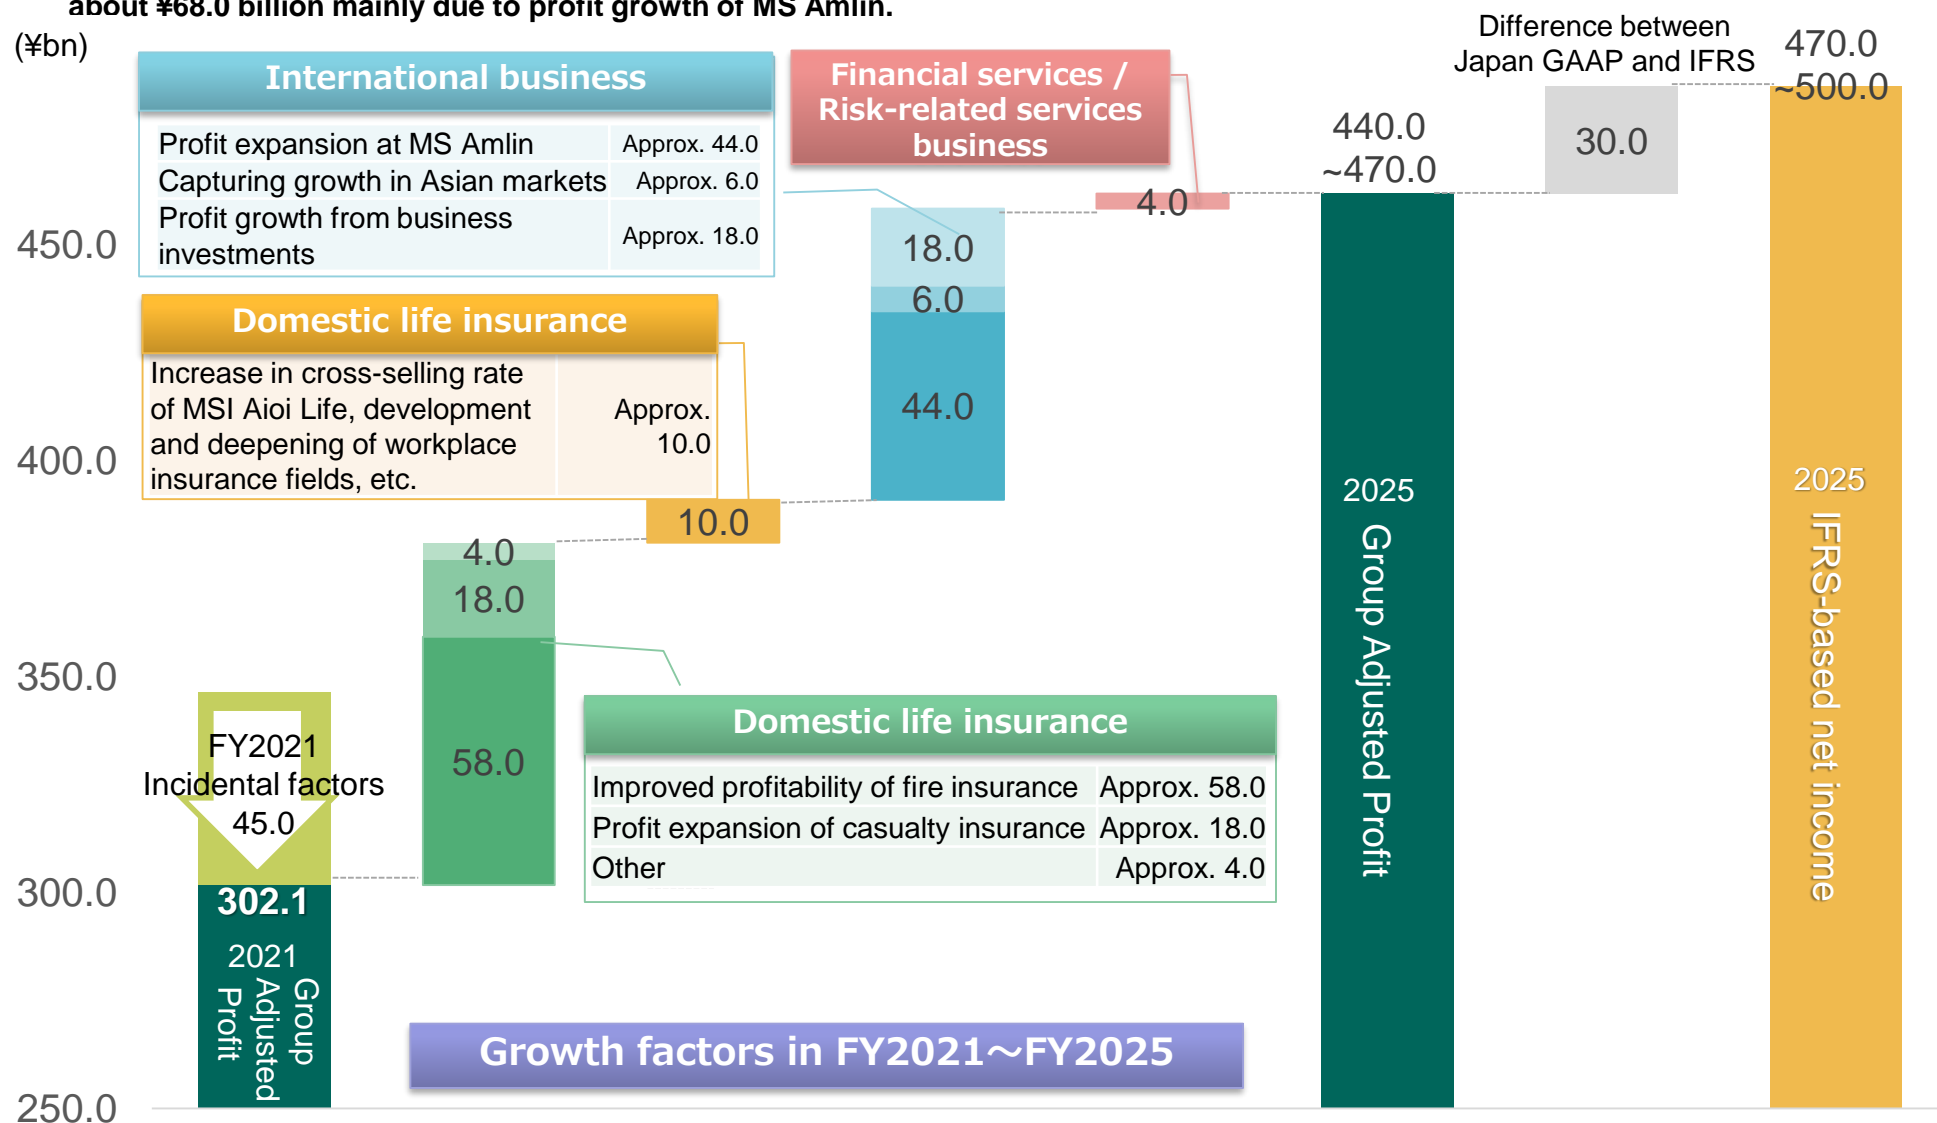 about ¥68.0 billion mainly due to profit growth of MS Amlin.
(¥bn)
International business
Profit expansion at MS Amlin Approx. 44.0
Capturing growth in Asian markets Approx. 6.0
Profit growth from business
investments Approx. 18.0
Financial services /
Risk-related services
business
Difference between
Japan GAAP and IFRS
470.0
~500.0
440.0
~470.0
30.0
4.0
18.0
6.0
44.0
450.0
Domestic life insurance
Increase in cross-selling rate
of MSI Aioi Life, development
and deepening of workplace
insurance fields, etc.
Approx.
10.0
400.0
10.0
4.0
18.0
58.0
350.0
Domestic life insurance
Improved profitability of fire insurance Approx. 58.0
Profit expansion of casualty insurance Approx. 18.0
Other Approx. 4.0
FY2021
Incidental factors
45.0
300.0
302.1
2021
Group
Adjusted
Profit
2025
Group Adjusted Profit
2025
IFRS-based net income
Growth factors in FY2021～FY2025
250.0